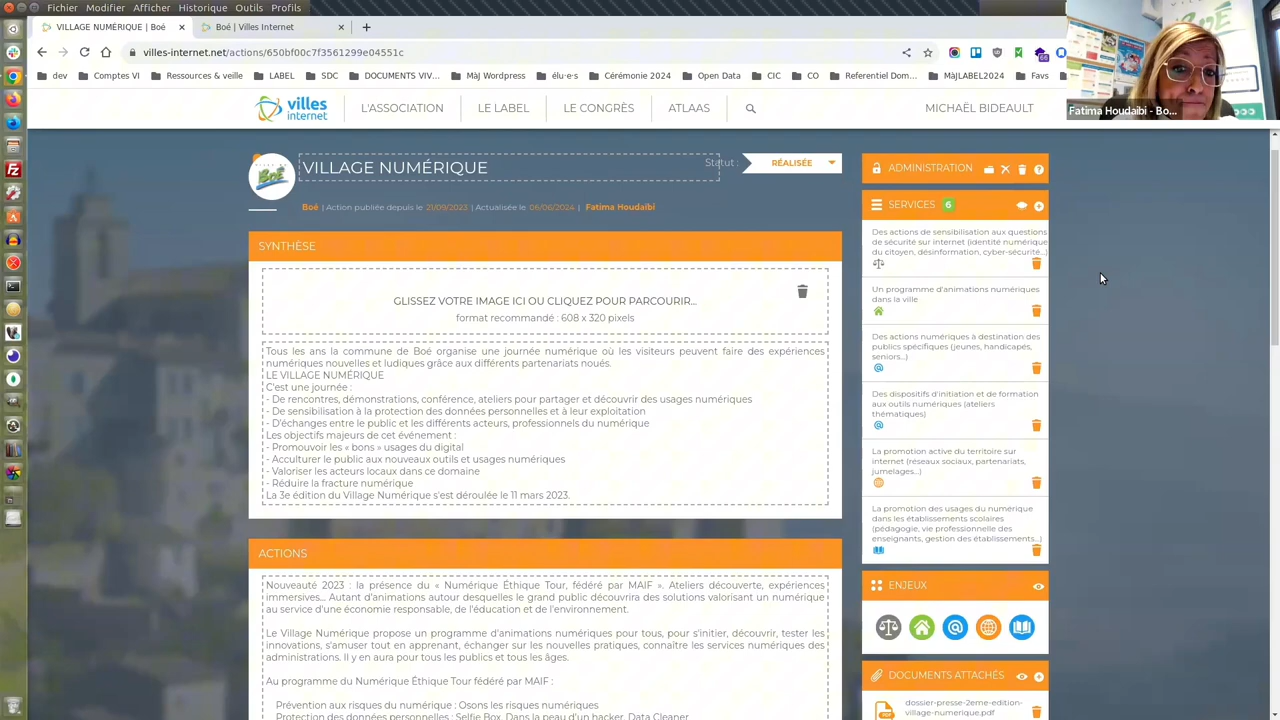 Fichier Modifier Afficher Historique Signets Outils Profils
VILLAGE NUMÉRIQUE | Boé
Boé | Villes Internet
villes-internet.net/actions/650bf00c7f3561299e04551c
66
dev Comptes VI Ressources & veille LABEL SDC DOCUMENTS VIV... Màj Wordpress élu·e·s Cérémonie 2024 Open Data CIC CO Referentiel Dom... MàjLABEL2024 Favs
villes internet
L'ASSOCIATION LE LABEL LE CONGRÈS ATLAAS MICHAËL BIDEAULT
Fatima Houdaibi - Bo...
Boé
VILLAGE NUMÉRIQUE
Statut : RÉALISÉE
Boé | Action publiée depuis le 21/09/2023 | Actualisée le 06/06/2024 | Fatima Houdaïbi
SYNTHÈSE
GLISSEZ VOTRE IMAGE ICI OU CLIQUEZ POUR PARCOURIR...
format recommandé : 608 x 320 pixels
Tous les ans la commune de Boé organise une journée numérique où les visiteurs peuvent faire des expériences
numériques nouvelles et ludiques grâce aux différents partenariats noués.
LE VILLAGE NUMÉRIQUE
C'est une journée :
- De rencontres, démonstrations, conférence, ateliers pour partager et découvrir des usages numériques
- De sensibilisation à la protection des données personnelles et à leur exploitation
- D'échanges entre le public et les différents acteurs, professionnels du numérique
Les objectifs majeurs de cet événement :
- Promouvoir les « bons » usages du digital
- Acculturer le public aux nouveaux outils et usages numériques
- Valoriser les acteurs locaux dans ce domaine
- Réduire la fracture numérique
La 3e édition du Village Numérique s'est déroulée le 11 mars 2023.
ACTIONS
Nouveauté 2023 : la présence du « Numérique Éthique Tour, fédéré par MAIF ». Ateliers découverte, expériences
immersives... Autant d'animations autour desquelles le grand public découvrira des solutions valorisant un numérique
au service d'une économie responsable, de l'éducation et de l'environnement.
Le Village Numérique propose un programme d'animations numériques pour tous, pour s'initier, découvrir, tester les
innovations, s'amuser tout en apprenant, échanger sur les nouvelles pratiques, connaître les services numériques des
administrations. Il y en aura pour tous les publics et tous les âges.
Au programme du Numérique Éthique Tour fédéré par MAIF :
Prévention aux risques du numérique : Osons les risques numériques
Protection des données personnelles : Selfie Box, Dans la peau d'un hacker, Data Cleaner
ADMINISTRATION
SERVICES 6
Des actions de sensibilisation aux questions
de sécurité sur internet (identité numérique
du citoyen, désinformation, cyber-sécurité...)
Un programme d'animations numériques
dans la ville
Des actions numériques à destination des
publics spécifiques (jeunes, handicapés,
seniors...)
Des dispositifs d'initiation et de formation
aux outils numériques (ateliers
thématiques)
La promotion active du territoire sur
internet (réseaux sociaux, partenariats,
jumelages...)
La promotion des usages du numérique
dans les établissements scolaires
(pédagogie, vie professionnelle des
enseignants, gestion des établissements...)
ENJEUX
DOCUMENTS ATTACHÉS
dossier-presse-2eme-edition-
village-numerique.pdf